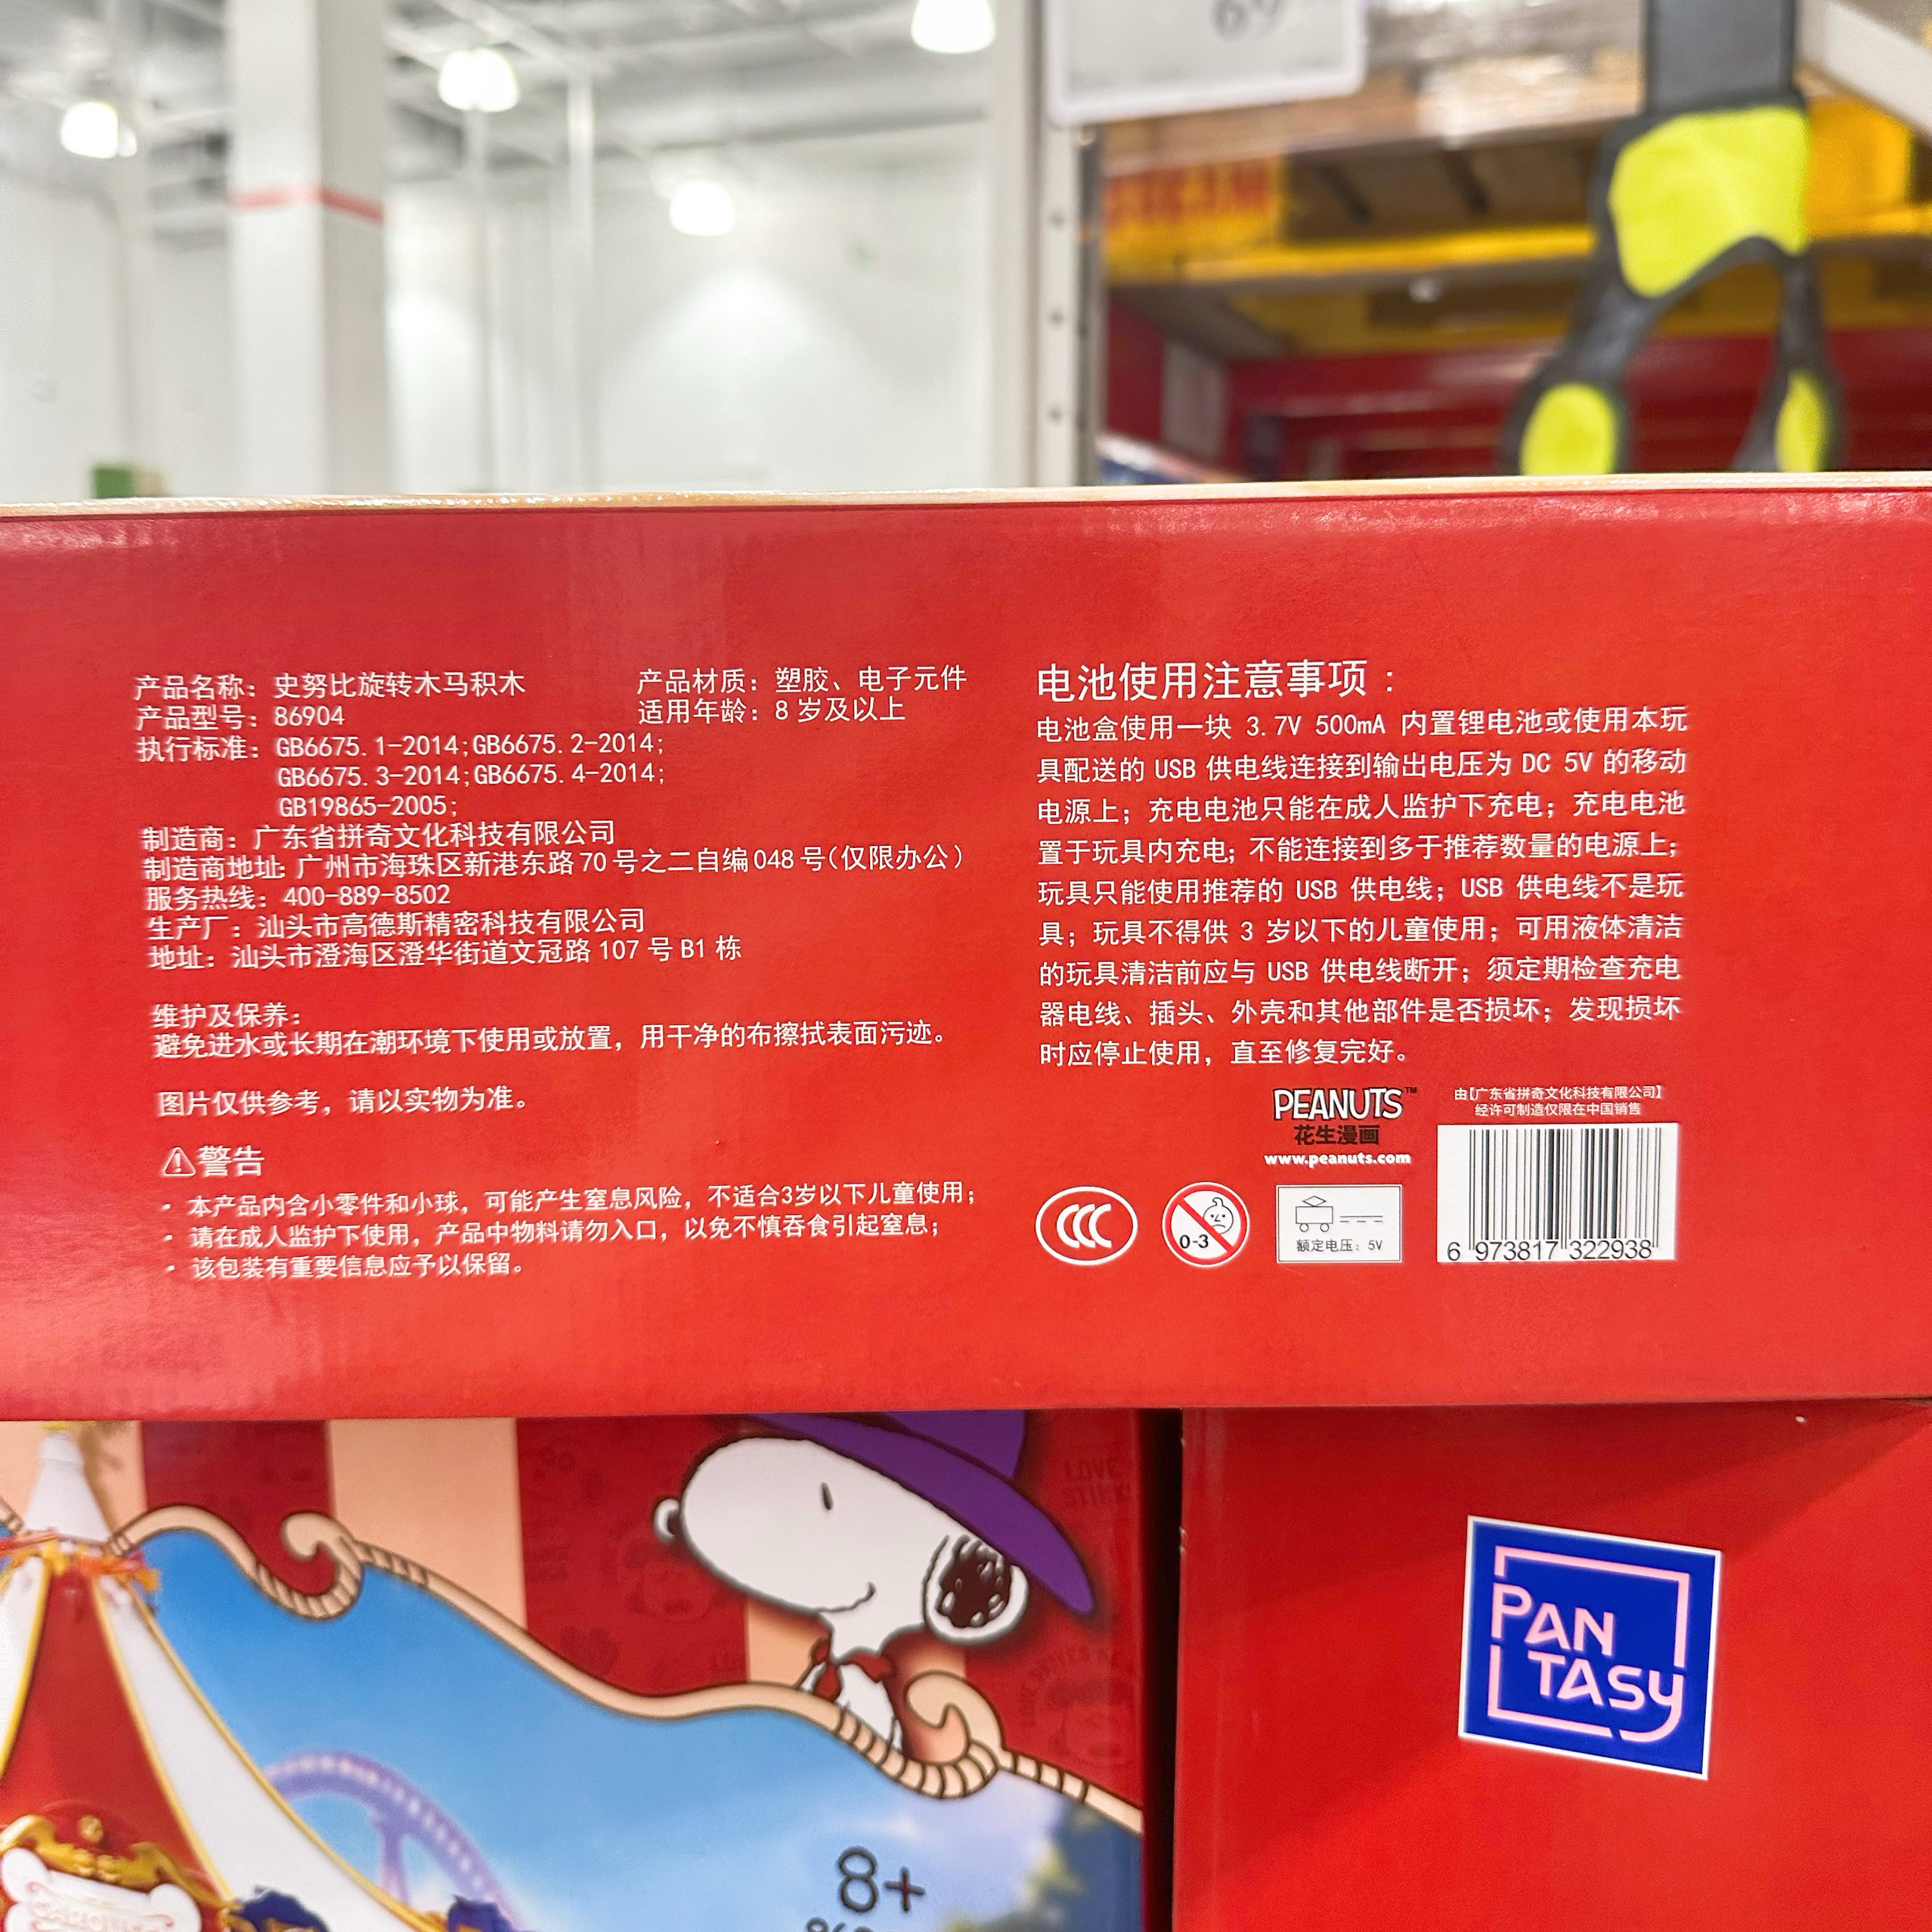 69
产品名称：史努比旋转木马积木 产品材质：塑胶、电子元件
产品型号：86904 适用年龄：8 岁及以上
执行标准：GB6675.1-2014;GB6675.2-2014;
GB6675.3-2014;GB6675.4-2014;
GB19865-2005;
制造商：广东省拼奇文化科技有限公司
制造商地址：广州市海珠区新港东路70号之二自编048号（仅限办公）
服务热线：400-889-8502
生产厂：汕头市高德斯精密科技有限公司
地址：汕头市澄海区澄华街道文冠路107号B1栋
维护及保养：
避免进水或长期在潮环境下使用或放置，用干净的布擦拭表面污迹。
图片仅供参考，请以实物为准。
警告
· 本产品内含小零件和小球，可能产生窒息风险，不适合3岁以下儿童使用；
· 请在成人监护下使用，产品中物料请勿入口，以免不慎吞食引起窒息；
· 该包装有重要信息应予以保留。
电池使用注意事项：
电池盒使用一块 3.7V 500mA 内置锂电池或使用本玩
具配送的 USB 供电线连接到输出电压为 DC 5V 的移动
电源上；充电电池只能在成人监护下充电；充电电池
置于玩具内充电；不能连接到多于推荐数量的电源上；
玩具只能使用推荐的 USB 供电线；USB 供电线不是玩
具；玩具不得供 3 岁以下的儿童使用；可用液体清洁
的玩具清洁前应与 USB 供电线断开；须定期检查充电
器电线、插头、外壳和其他部件是否损坏；发现损坏
时应停止使用，直至修复完好。
PEANUTS™
花生漫画
www.peanuts.com
由【广东省拼奇文化科技有限公司】
经许可制造仅限在中国销售
CCC
0-3
额定电压：5V
6 973817 322938
LOVE
PAN
TASY
8+